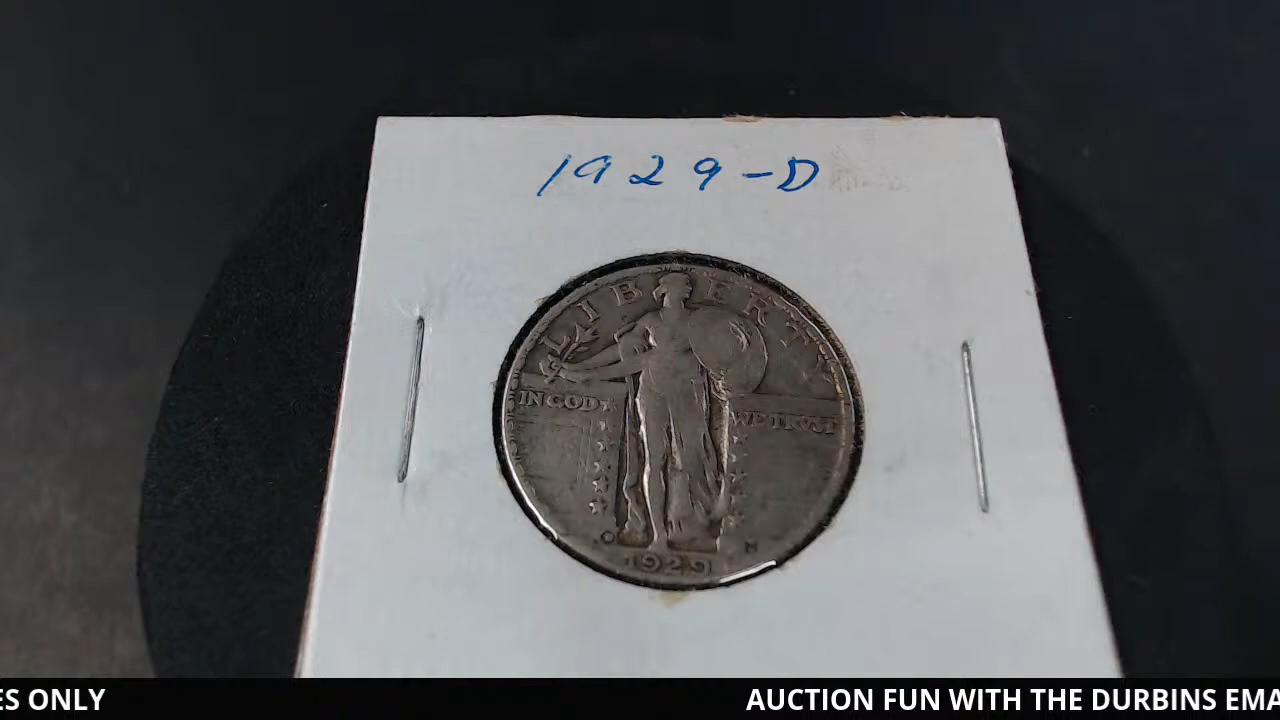 1929-D
LIBERTY
IN GOD WE TRUST
1929
ES ONLY AUCTION FUN WITH THE DURBINS EMA